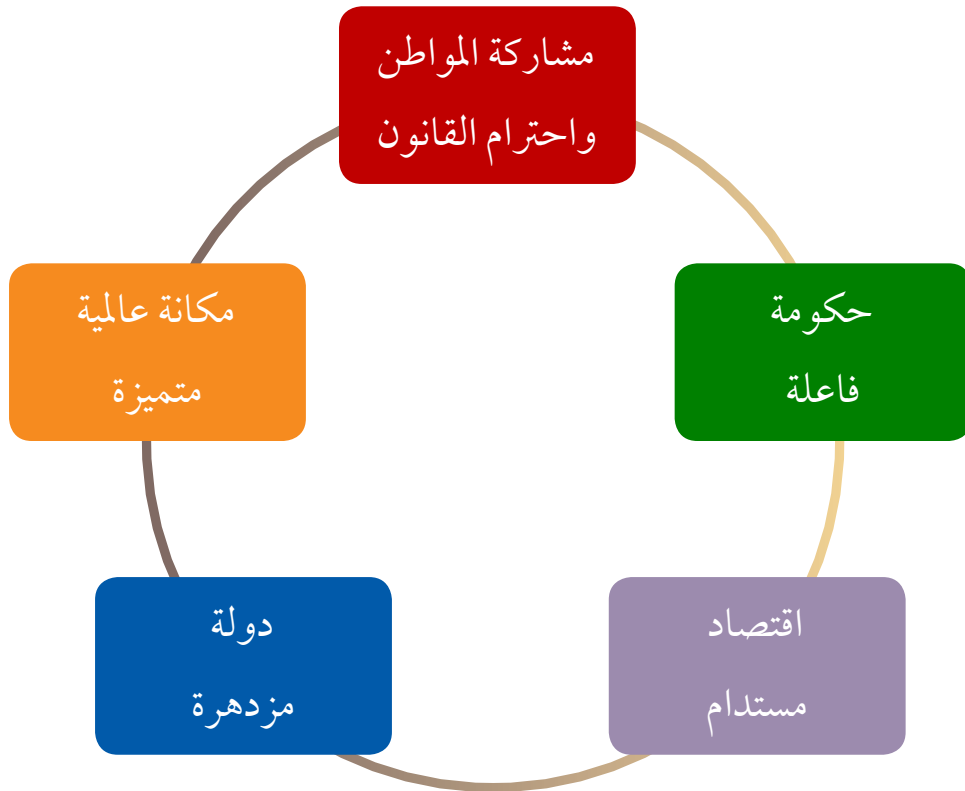 مشاركة المواطن
واحترام القانون
حكومة
فاعلة
اقتصاد
مستدام
دولة
مزدهرة
مكانة عالمية
متميزة